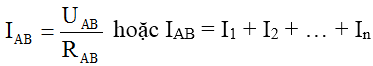 I_AB = U_AB / R_AB hoặc I_AB = I_1 + I_2 + … + I_n